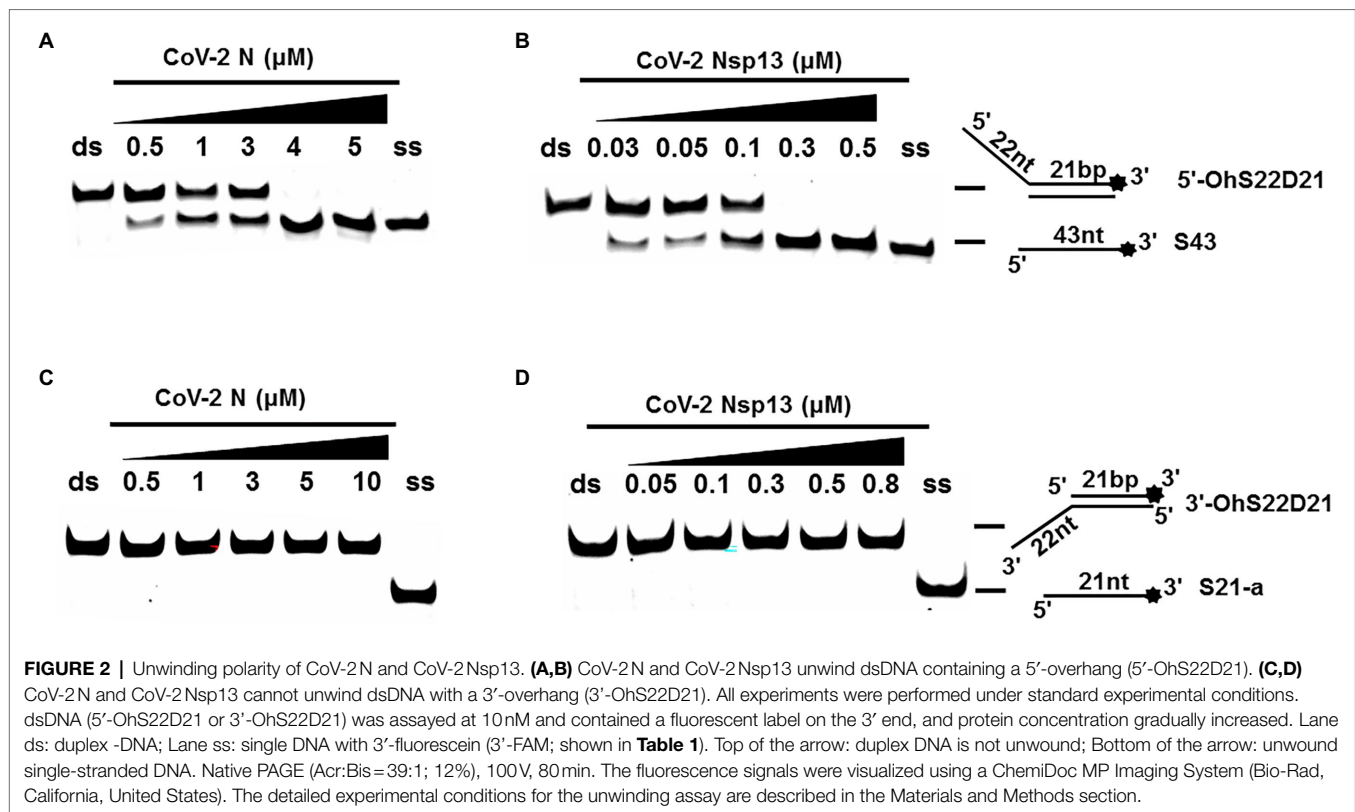 A
CoV-2 N (μM)
ds 0.5 1 3 4 5 ss
B
CoV-2 Nsp13 (μM)
ds 0.03 0.05 0.1 0.3 0.5 ss
5' 22nt 21bp 3' 5'-OhS22D21
43nt 3' S43
5'
C
CoV-2 N (μM)
ds 0.5 1 3 5 10 ss
D
CoV-2 Nsp13 (μM)
ds 0.05 0.1 0.3 0.5 0.8 ss
5' 21bp 3' 3'-OhS22D21
3' 22nt 5'
21nt 3' S21-a
5'
FIGURE 2 | Unwinding polarity of CoV-2 N and CoV-2 Nsp13. (A,B) CoV-2 N and CoV-2 Nsp13 unwind dsDNA containing a 5′-overhang (5′-OhS22D21). (C,D)
CoV-2 N and CoV-2 Nsp13 cannot unwind dsDNA with a 3′-overhang (3’-OhS22D21). All experiments were performed under standard experimental conditions.
dsDNA (5′-OhS22D21 or 3’-OhS22D21) was assayed at 10 nM and contained a fluorescent label on the 3′ end, and protein concentration gradually increased. Lane
ds: duplex -DNA; Lane ss: single DNA with 3′-fluorescein (3’-FAM; shown in Table 1). Top of the arrow: duplex DNA is not unwound; Bottom of the arrow: unwound
single-stranded DNA. Native PAGE (Acr:Bis = 39:1; 12%), 100 V, 80 min. The fluorescence signals were visualized using a ChemiDoc MP Imaging System (Bio-Rad,
California, United States). The detailed experimental conditions for the unwinding assay are described in the Materials and Methods section.